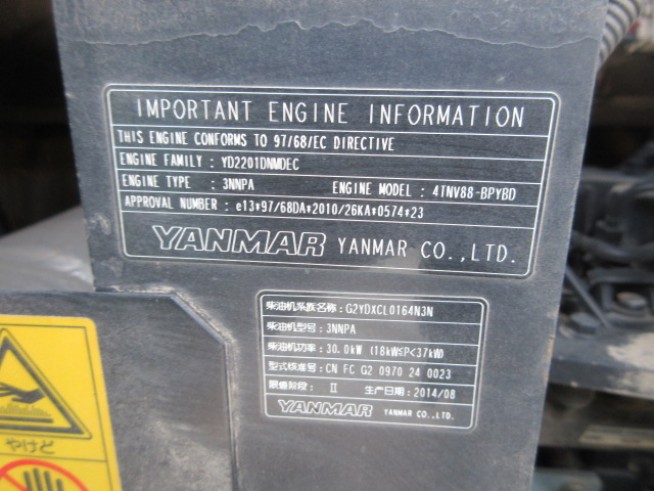 IMPORTANT ENGINE INFORMATION
THIS ENGINE CONFORMS TO 97/68/EC DIRECTIVE
ENGINE FAMILY : YD2201DNMDEC
ENGINE TYPE : 3NNPA ENGINE MODEL : 4TNV88-BPYBD
APPROVAL NUMBER : e13*97/68DA*2010/26KA*0574*23
YANMAR YANMAR CO.,LTD.
柴油机系族名称: G2YDXCL0164N3N
柴油机型号: 3NNPA
柴油机功率: 30.0kW (18kW≤P<37kW)
型式核准号: CN FC G2 0970 24 0023
限值阶段: II 生产日期: 2014/08
YANMAR YANMAR CO.,LTD.
やけど